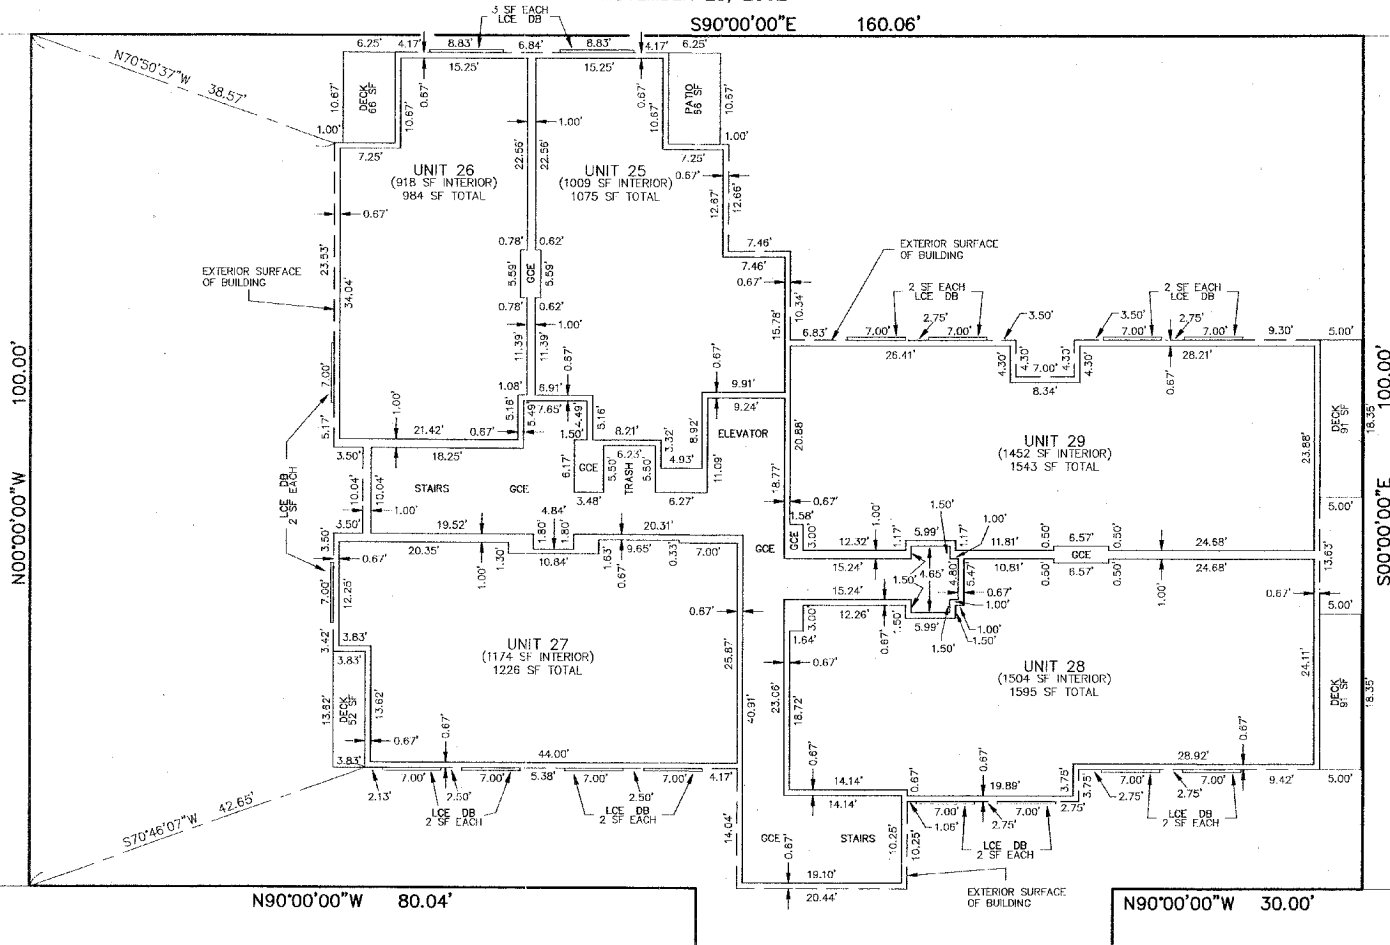 S90°00'00"E 160.06'
3 SF EACH
LCE DB
6.25' 4.17' 8.83' 6.84' 8.83' 4.17' 6.25'
15.25' 15.25'
N70°50'37"W 38.57'
10.67'
DECK
66 SF
10.67'
0.67'
0.67'
10.67'
PATIO
66 SF
10.67'
1.00' 1.00' 1.00'
7.25' 7.25'
22.56' 22.56'
UNIT 26
(918 SF INTERIOR)
984 SF TOTAL
UNIT 25
(1009 SF INTERIOR)
1075 SF TOTAL
0.67'
12.67' 12.66'
0.67'
23.53'
34.04'
EXTERIOR SURFACE
OF BUILDING
0.78' 0.62'
5.59' GCE 5.59'
0.78' 0.62'
1.00'
11.39' 11.39'
7.46'
7.46'
0.67'
15.78' 10.34'
EXTERIOR SURFACE
OF BUILDING
2 SF EACH
LCE DB
2 SF EACH
LCE DB
6.83' 7.00' 2.75' 7.00' 3.50' 3.50' 7.00' 2.75' 7.00' 9.30' 5.00'
26.41' 4.30' 4.30' 7.00' 4.30' 4.30' 28.21'
8.34'
0.67'
N00°00'00"W 100.00'
S00°00'00"E 100.00'
7.00'
5.17'
1.00'
21.42' 0.67'
18.25'
3.50'
1.08' 6.91'
7.65'
0.67'
5.16' 5.49' 4.49' 5.16'
1.50' 8.21'
6.23'
3.32'
4.93'
8.92'
11.09'
0.67'
9.91'
9.24'
ELEVATOR
20.88'
18.77'
UNIT 29
(1452 SF INTERIOR)
1543 SF TOTAL
23.88'
DECK
91 SF
18.35'
5.00'
6.17' GCE 5.50' TRASH 5.50'
3.48' 6.27'
STAIRS GCE
10.04' 10.04'
1.00'
LCE DB
2 SF EACH
3.50'
3.50'
19.52' 4.84' 20.31'
1.80' 1.80'
20.35' 1.00' 1.30' 10.84' 1.63' 0.67' 9.65' 0.33' 7.00'
0.67'
GCE GCE
0.67'
1.58' 3.00'
12.32' 1.00' 1.17' 5.99' 1.50' 1.17' 1.00' 11.81' 0.50' 6.57' 0.50' 24.68'
GCE
15.24' 1.50' 4.65' 4.80' 5.47' 10.81' 0.50' 6.57' 0.50' 24.68'
1.00'
13.63'
15.24'
12.26' 0.67' 1.50' 5.99' 1.50' 0.67' 1.00' 1.00' 1.50'
3.00'
1.64'
0.67'
0.67'
5.00'
7.00'
12.25'
3.42'
3.83'
3.83'
UNIT 27
(1174 SF INTERIOR)
1226 SF TOTAL
0.67'
25.87'
40.91'
0.67'
23.06'
18.72'
UNIT 28
(1504 SF INTERIOR)
1595 SF TOTAL
24.11'
DECK
91 SF
18.35'
13.62'
DECK
52 SF
13.62'
0.67'
3.83'
44.00'
0.67'
7.00' 7.00' 5.38' 7.00' 7.00' 4.17'
2.13' 2.50' 2.50'
LCE DB
2 SF EACH
LCE DB
2 SF EACH
42.65'
S70°46'07"W
14.04'
0.67'
14.14'
14.14'
0.67'
0.67'
19.89'
3.75'
3.75'
28.92'
0.67'
7.00' 7.00' 9.42' 5.00'
2.75' 2.75'
7.00' 7.00' 2.75'
1.06' 2.75'
LCE DB
2 SF EACH
LCE DB
2 SF EACH
GCE STAIRS
0.67'
10.25' 10.25'
19.10'
20.44'
EXTERIOR SURFACE
OF BUILDING
N90°00'00"W 80.04'
N90°00'00"W 30.00'